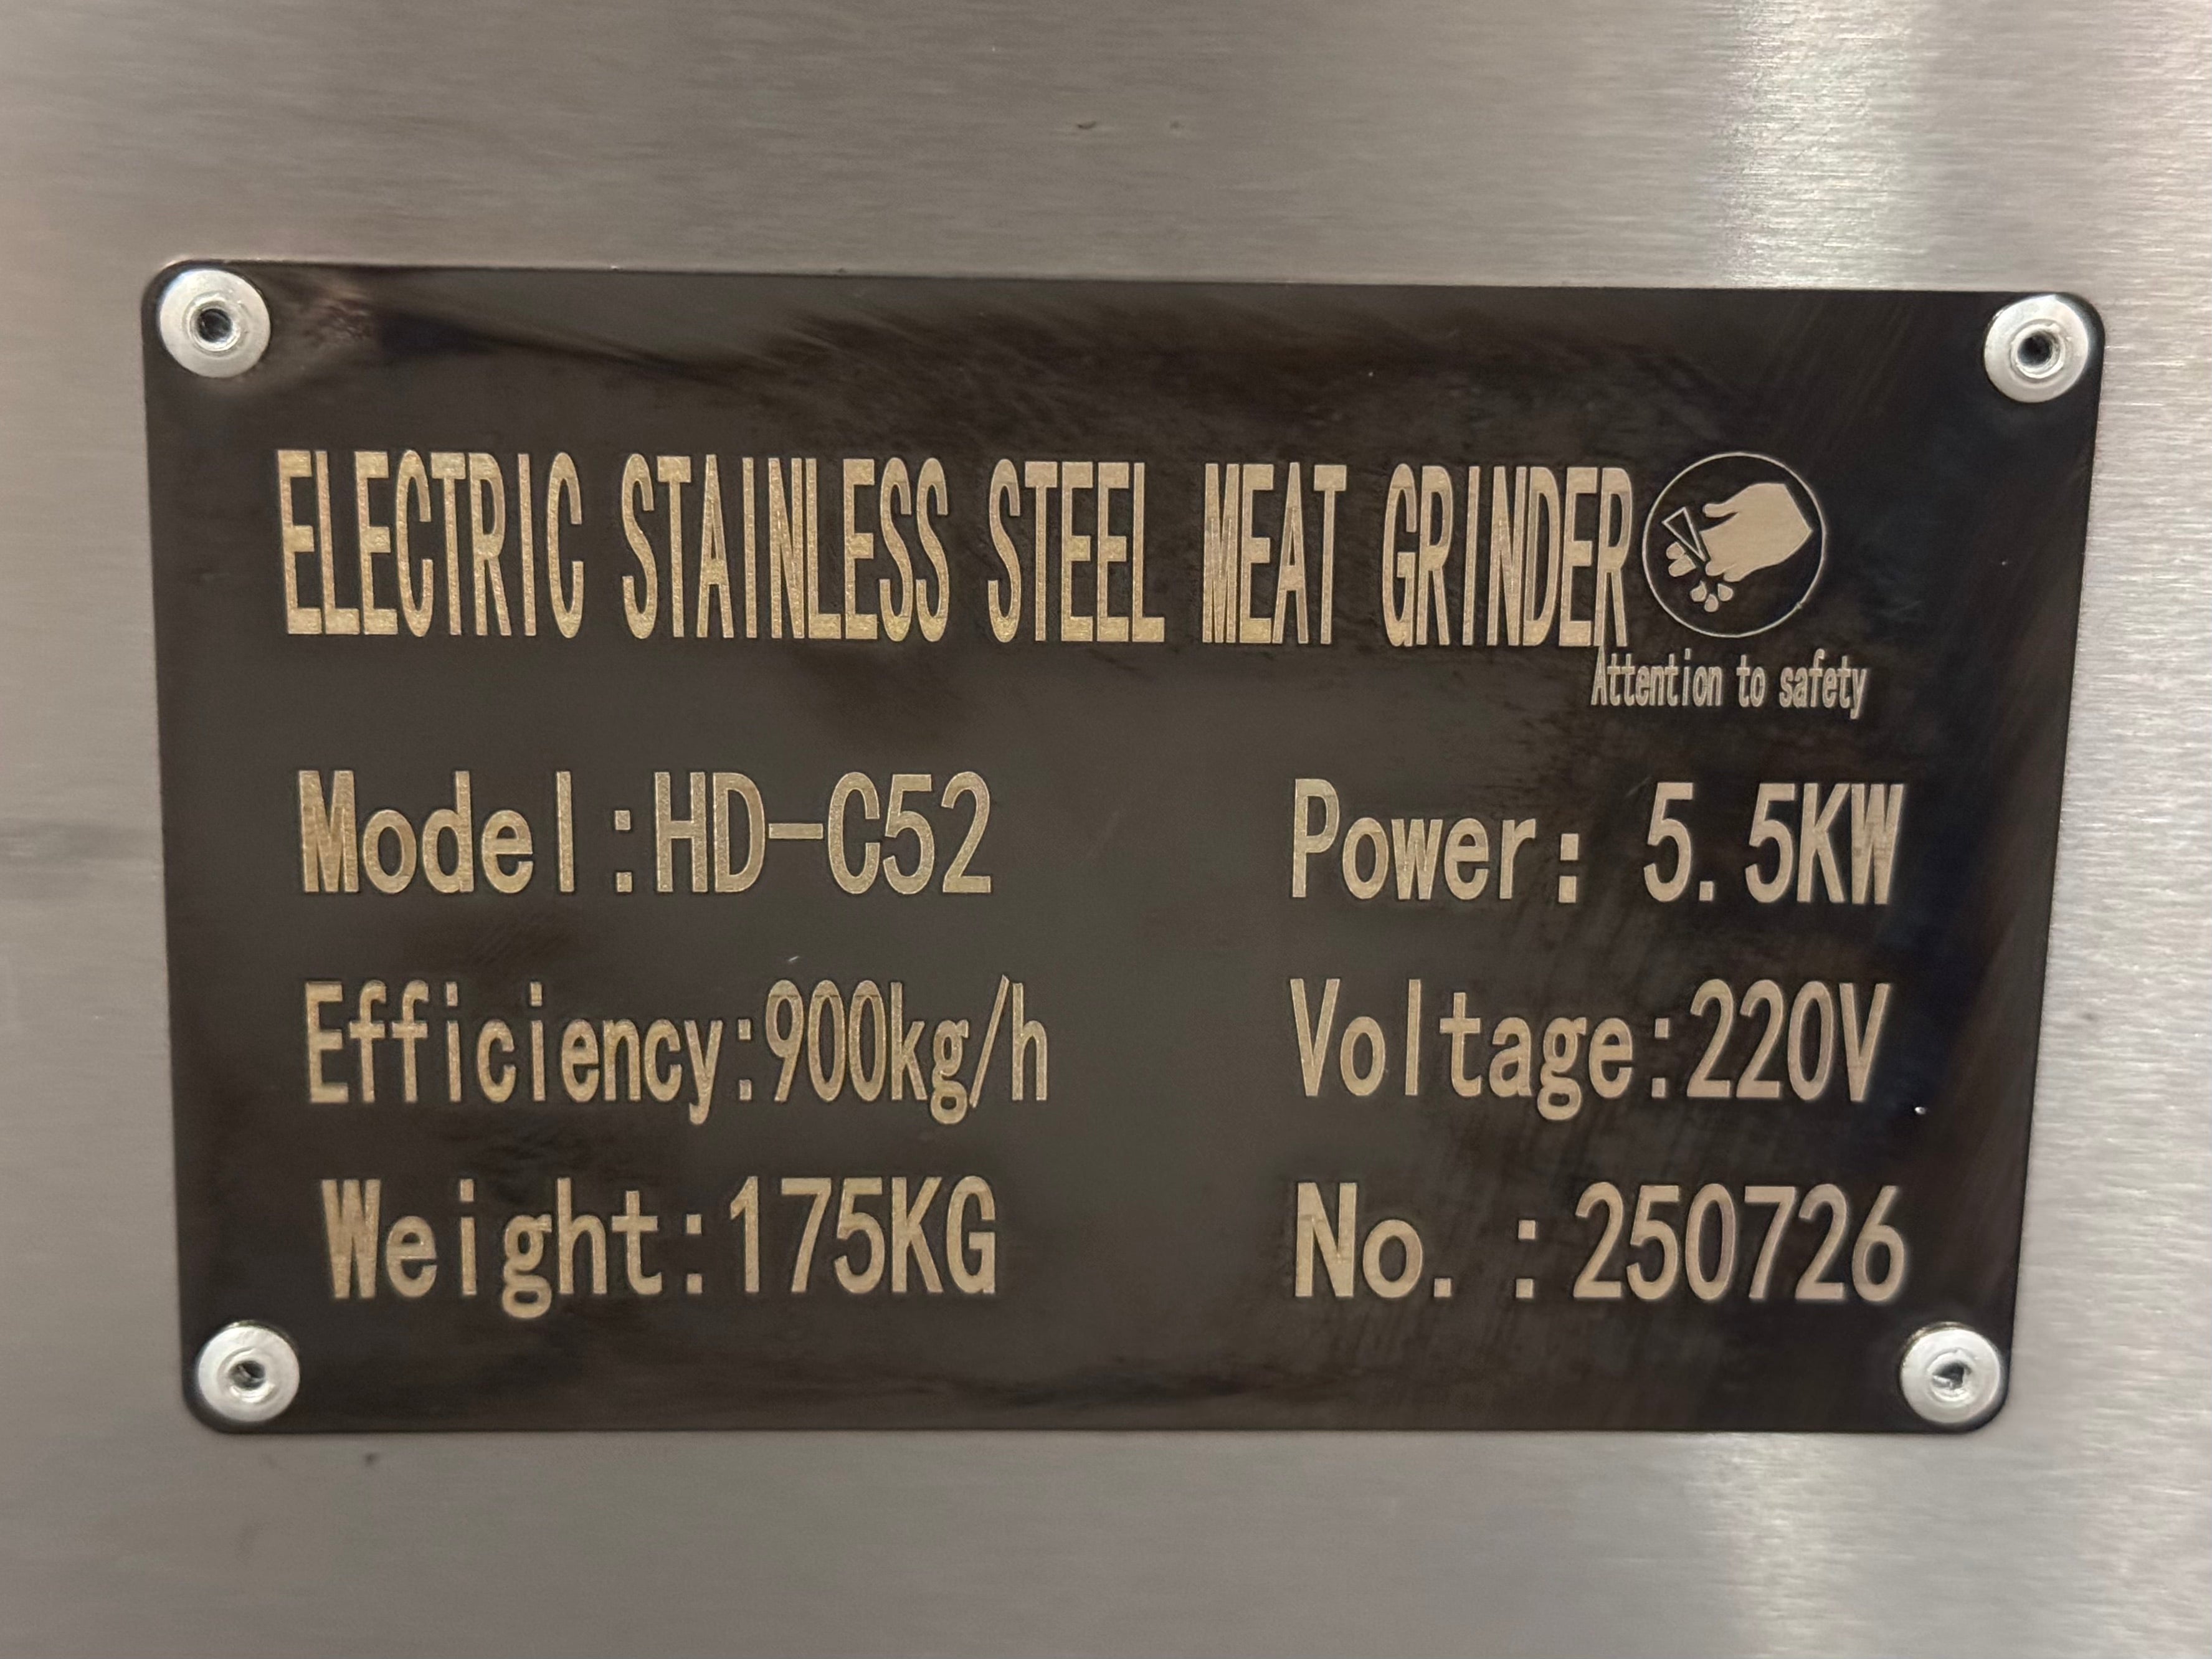 ELECTRIC STAINLESS STEEL MEAT GRINDER
Attention to safety
Model:HD-C52
Power: 5.5KW
Efficiency:900kg/h
Voltage:220V
Weight:175KG
No.:250726